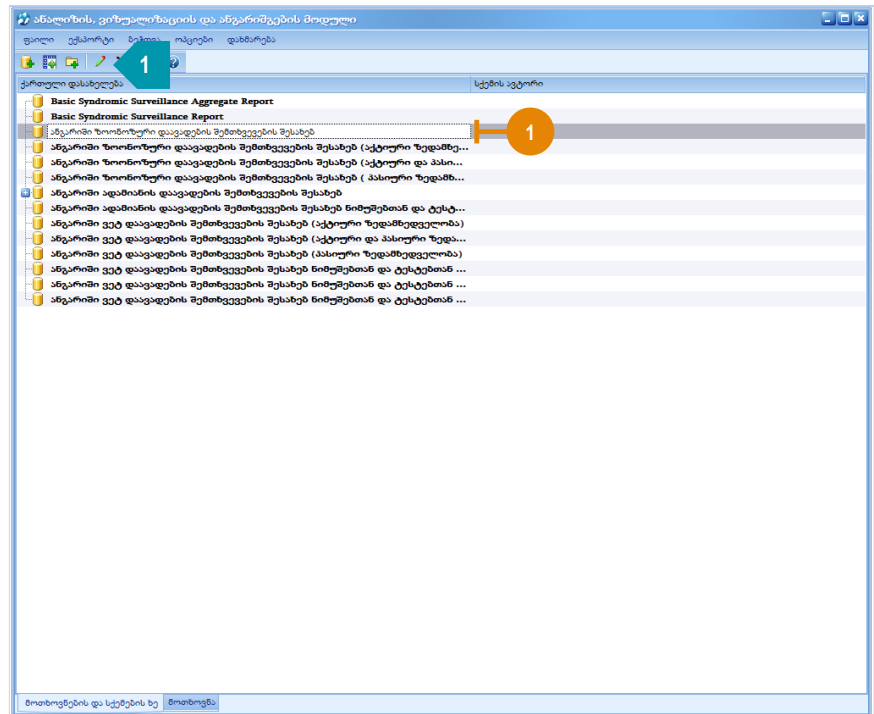 ანალიზის, ვიზუალიზაციის და ანგარიშგების მოდული
ფაილი ექსპორტი ბეჭდვა ოპციები დახმარება
1
ქართული დასახელება სქემის ავტორი
Basic Syndromic Surveillance Aggregate Report
Basic Syndromic Surveillance Report
ანგარიში ზოონოზური დაავადების შემთხვევების შესახებ
1
ანგარიში ზოონოზური დაავადების შემთხვევების შესახებ (აქტიური ზედამხე...
ანგარიში ზოონოზური დაავადების შემთხვევების შესახებ (აქტიური და პასი...
ანგარიში ზოონოზური დაავადების შემთხვევების შესახებ ( პასიური ზედამხ...
ანგარიში ადამიანის დაავადების შემთხვევების შესახებ
ანგარიში ადამიანის დაავადების შემთხვევების შესახებ ნიმუშებთან და ტესტ...
ანგარიში ვეტ დაავადების შემთხვევების შესახებ (აქტიური ზედამხედველობა)
ანგარიში ვეტ დაავადების შემთხვევების შესახებ (აქტიური და პასიური ზედა...
ანგარიში ვეტ დაავადების შემთხვევების შესახებ (პასიური ზედამხედველობა)
ანგარიში ვეტ დაავადების შემთხვევების შესახებ ნიმუშებთან და ტესტებთან ...
ანგარიში ვეტ დაავადების შემთხვევების შესახებ ნიმუშებთან და ტესტებთან ...
ანგარიში ვეტ დაავადების შემთხვევების შესახებ ნიმუშებთან და ტესტებთან ...
მოთხოვნების და სქემების ხე მოთხოვნა